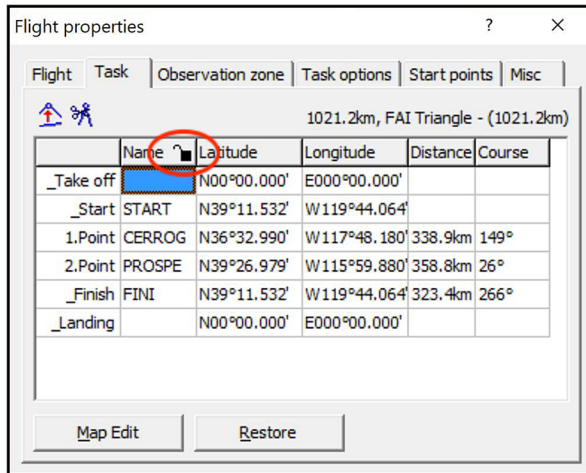 Flight properties ? ×
Flight Task Observation zone Task options Start points Misc
1021.2km, FAI Triangle - (1021.2km)
Name Latitude Longitude Distance Course
_Take off N00°00.000' E000°00.000'
_Start START N39°11.532' W119°44.064'
1.Point CERROG N36°32.990' W117°48.180' 338.9km 149°
2.Point PROSPE N39°26.979' W115°59.880' 358.8km 26°
_Finish FINI N39°11.532' W119°44.064' 323.4km 266°
_Landing N00°00.000' E000°00.000'
Map Edit Restore